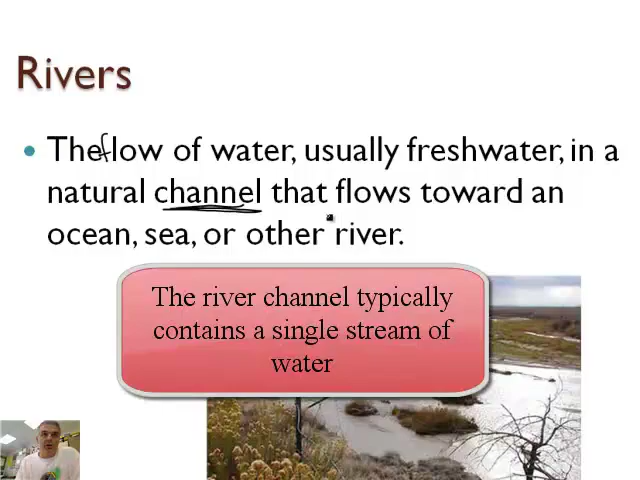 Rivers
The flow of water, usually freshwater, in a
natural channel that flows toward an
ocean, sea, or other river.
The river channel typically
contains a single stream of
water